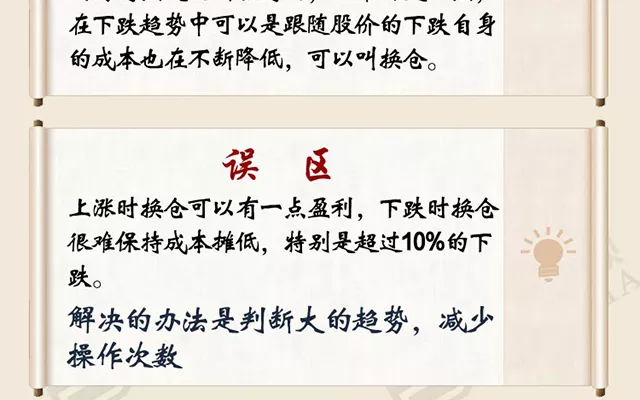 在下跌趋势中可以是跟随股价的下跌自身
的成本也在不断降低，可以叫换仓。
误 区
上涨时换仓可以有一点盈利，下跌时换仓
很难保持成本摊低，特别是超过10%的下
跌。
解决的办法是判断大的趋势，减少
操作次数